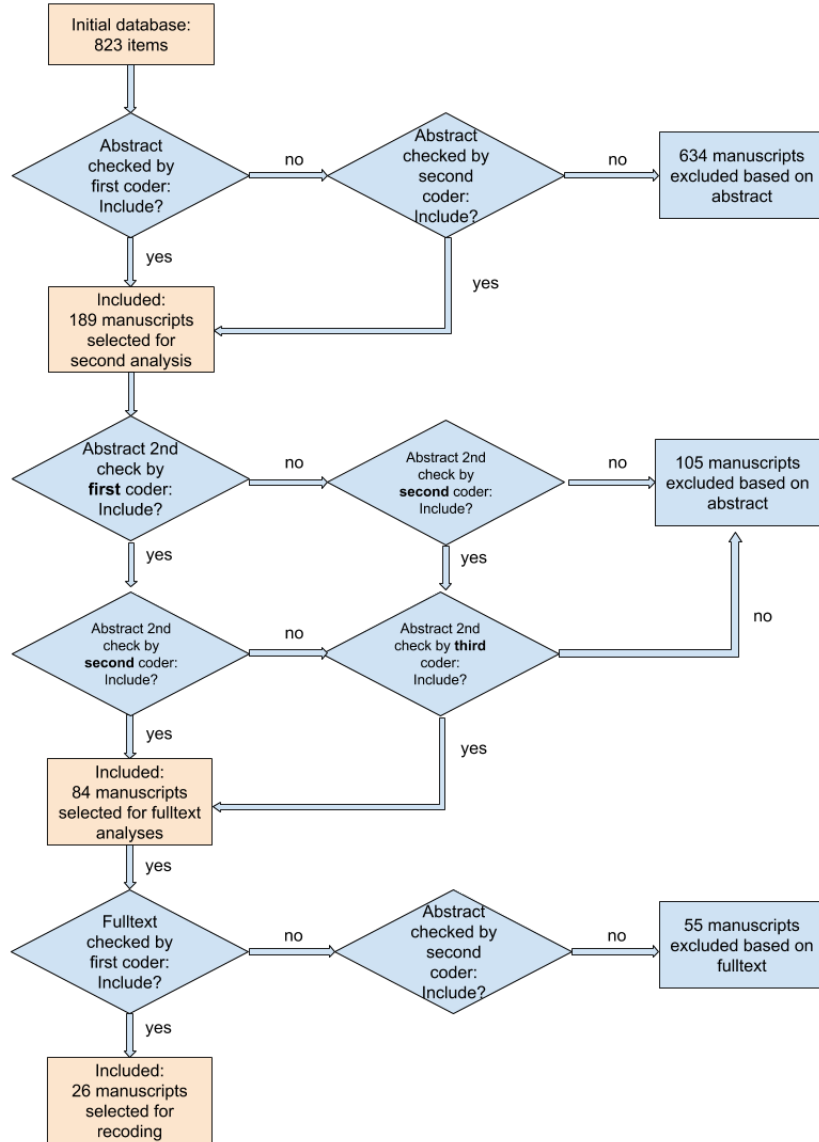 Initial database:
823 items
Abstract
checked by
first coder:
Include?
no
Abstract
checked by
second
coder:
Include?
no
634 manuscripts
excluded based on
abstract
yes
yes
Included:
189 manuscripts
selected for
second analysis
Abstract 2nd
check by
first coder:
Include?
no
Abstract 2nd
check by
second coder:
Include?
no
105 manuscripts
excluded based on
abstract
yes
yes
Abstract 2nd
check by
second coder:
Include?
no
Abstract 2nd
check by third
coder:
Include?
no
yes
yes
Included:
84 manuscripts
selected for fulltext
analyses
yes
Fulltext
checked by
first coder:
Include?
no
Abstract
checked by
second
coder:
Include?
no
55 manuscripts
excluded based on
fulltext
yes
Included:
26 manuscripts
selected for
recoding